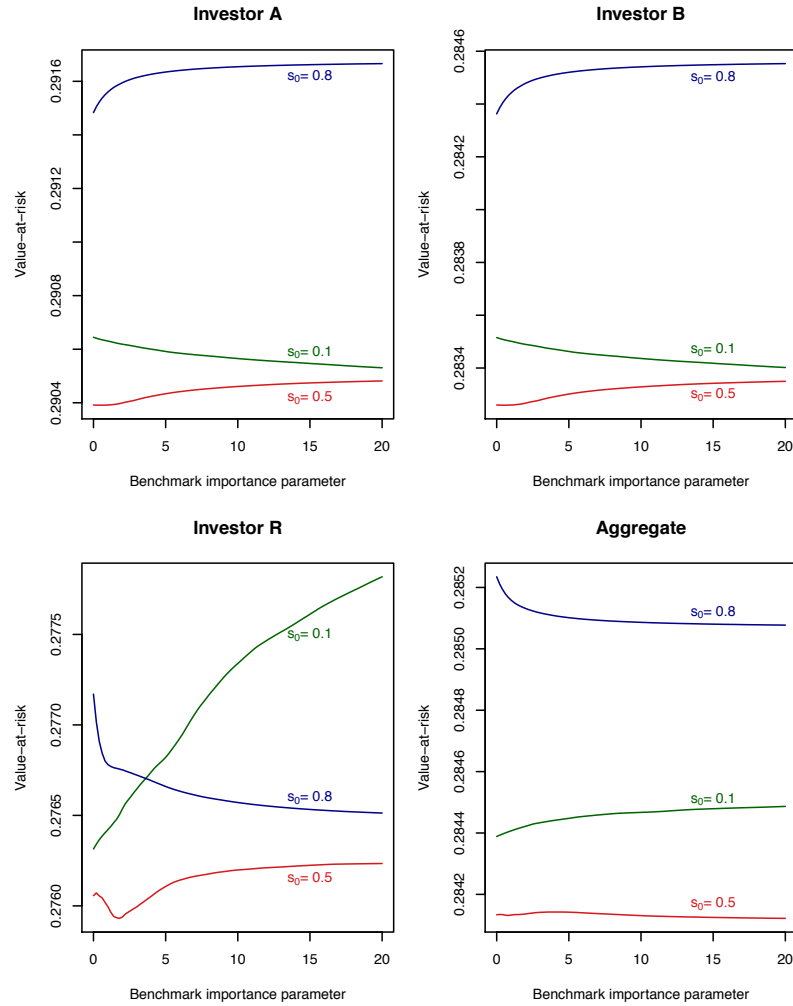 Investor A
Value−at−risk
0.2904 0.2908 0.2912 0.2916
s0= 0.8
s0= 0.1
s0= 0.5
0 5 10 15 20
Benchmark importance parameter
Investor B
Value−at−risk
0.2834 0.2838 0.2842 0.2846
s0= 0.8
s0= 0.1
s0= 0.5
0 5 10 15 20
Benchmark importance parameter
Investor R
Value−at−risk
0.2760 0.2765 0.2770 0.2775
s0= 0.1
s0= 0.8
s0= 0.5
0 5 10 15 20
Benchmark importance parameter
Aggregate
Value−at−risk
0.2842 0.2844 0.2846 0.2848 0.2850 0.2852
s0= 0.8
s0= 0.1
s0= 0.5
0 5 10 15 20
Benchmark importance parameter